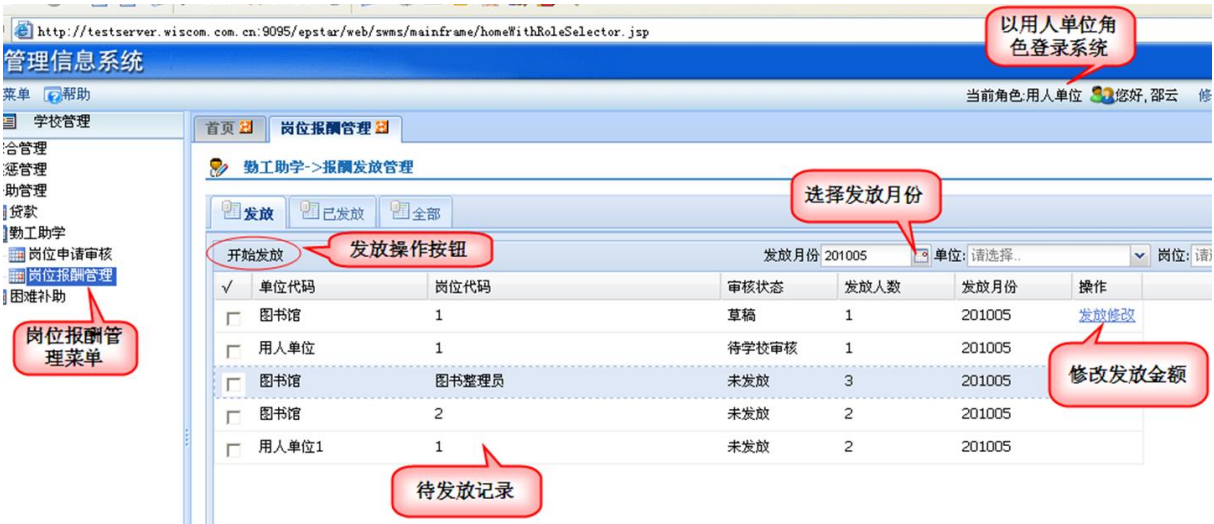 http://testserver.wiscom.com.cn:9095/epstar/web/swms/mainframe/homeWithRoleSelector.jsp
以用人单位角
色登录系统
管理信息系统
菜单 帮助
当前角色:用人单位 您好,邵云 修
学校管理
首页 岗位报酬管理
合管理
惩管理
助管理
贷款
勤工助学
岗位申请审核
岗位报酬管理
困难补助
岗位报酬管
理菜单
勤工助学->报酬发放管理
选择发放月份
发放 已发放 全部
发放操作按钮
开始发放 发放月份 201005 单位: 请选择.. 岗位: 请
√ 单位代码 岗位代码 审核状态 发放人数 发放月份 操作
图书馆 1 草稿 1 201005 发放修改
用人单位 1 待学校审核 1 201005
修改发放金额
图书馆 图书整理员 未发放 3 201005
图书馆 2 未发放 2 201005
用人单位1 1 未发放 2 201005
待发放记录